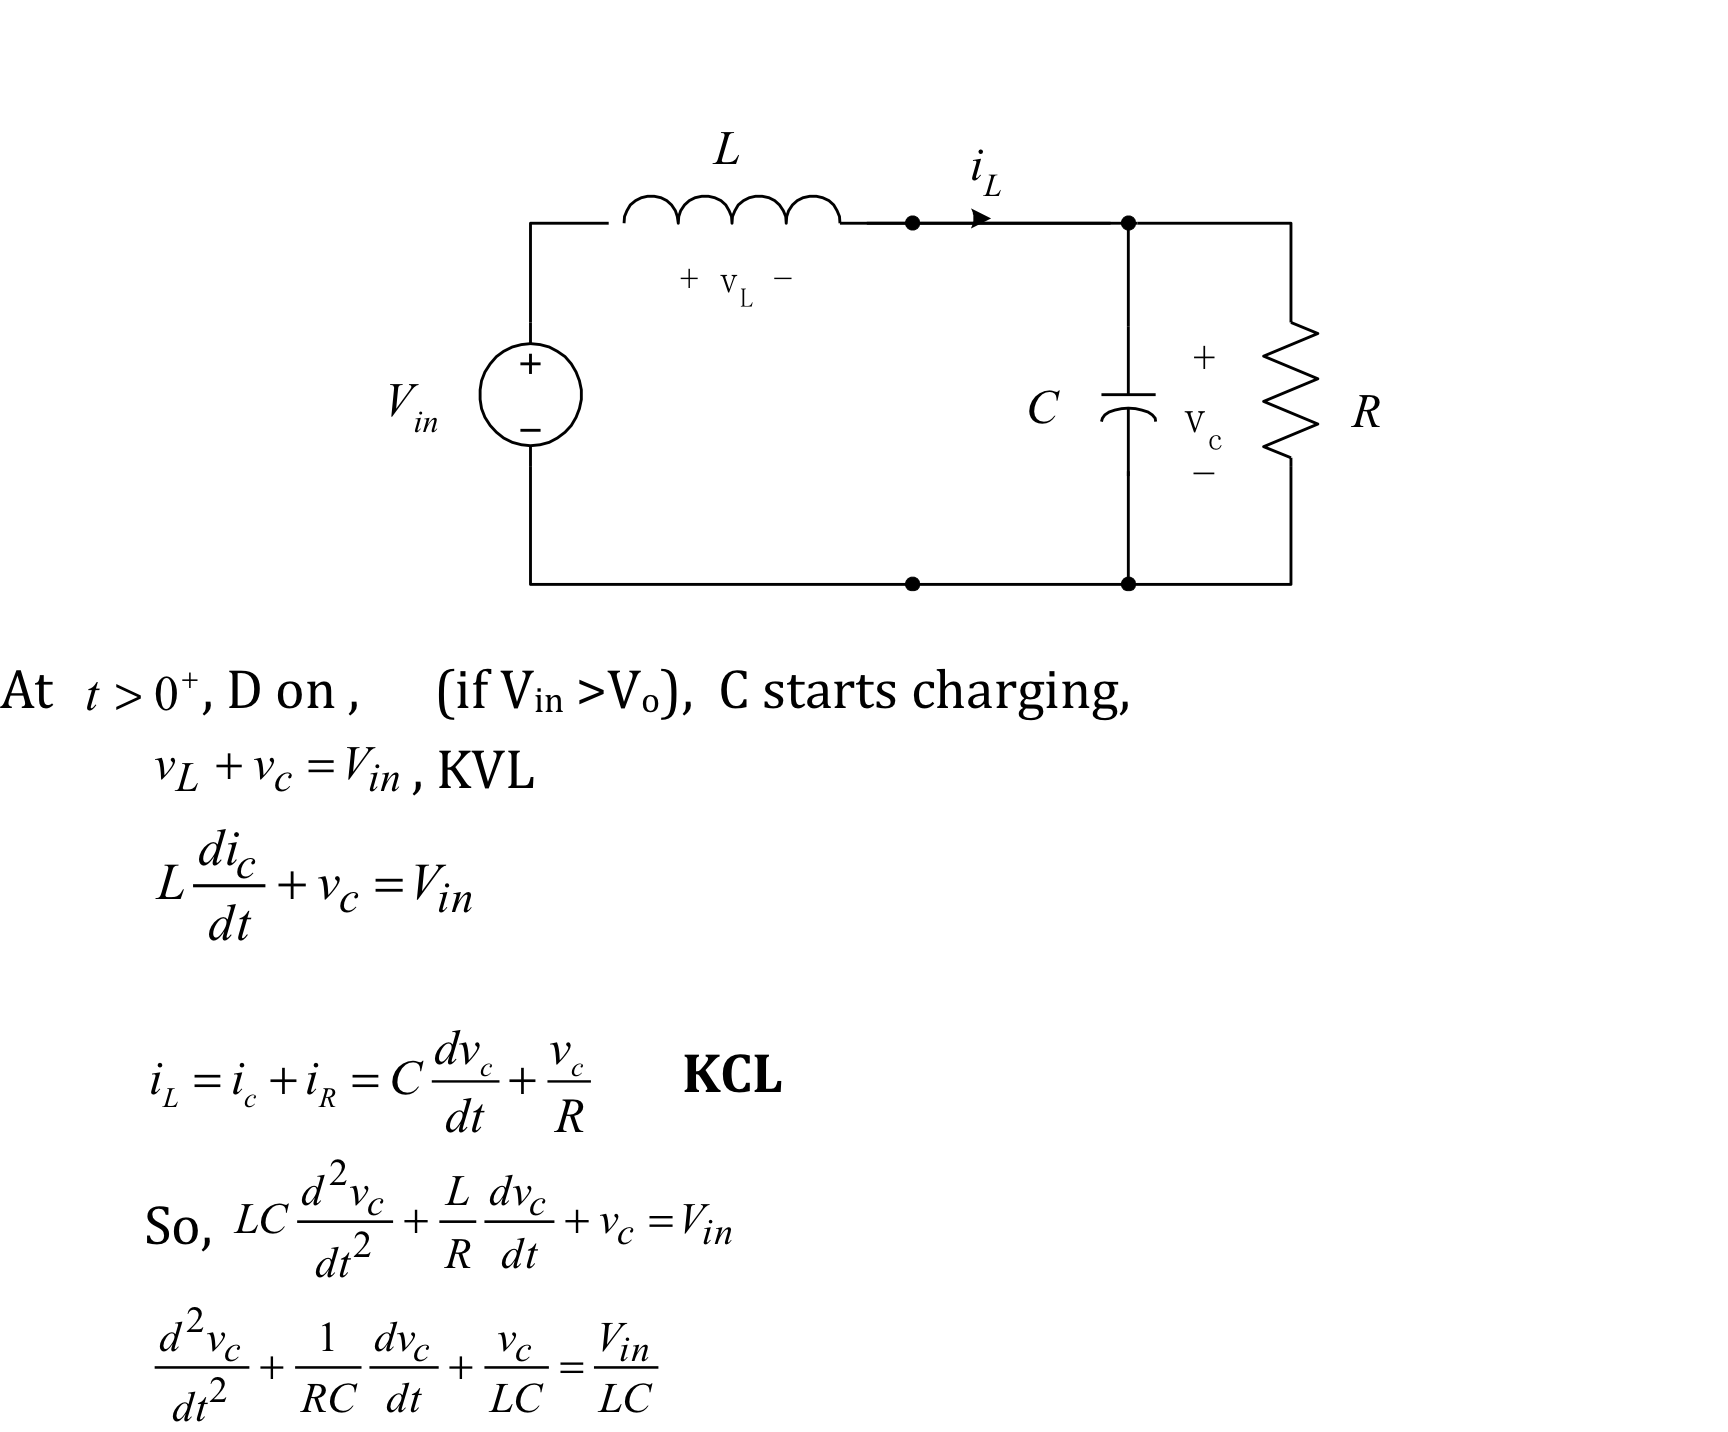 L
i_L
+ v_L −
+
−
V_in
C
+
v_c
−
R
At t > 0⁺, D on , (if V_in >V_o), C starts charging,
v_L + v_c = V_in , KVL
L di_c/dt + v_c = V_in
i_L = i_c + i_R = C dv_c/dt + v_c/R KCL
So, LC d²v_c/dt² + L/R dv_c/dt + v_c = V_in
d²v_c/dt² + 1/RC dv_c/dt + v_c/LC = V_in/LC